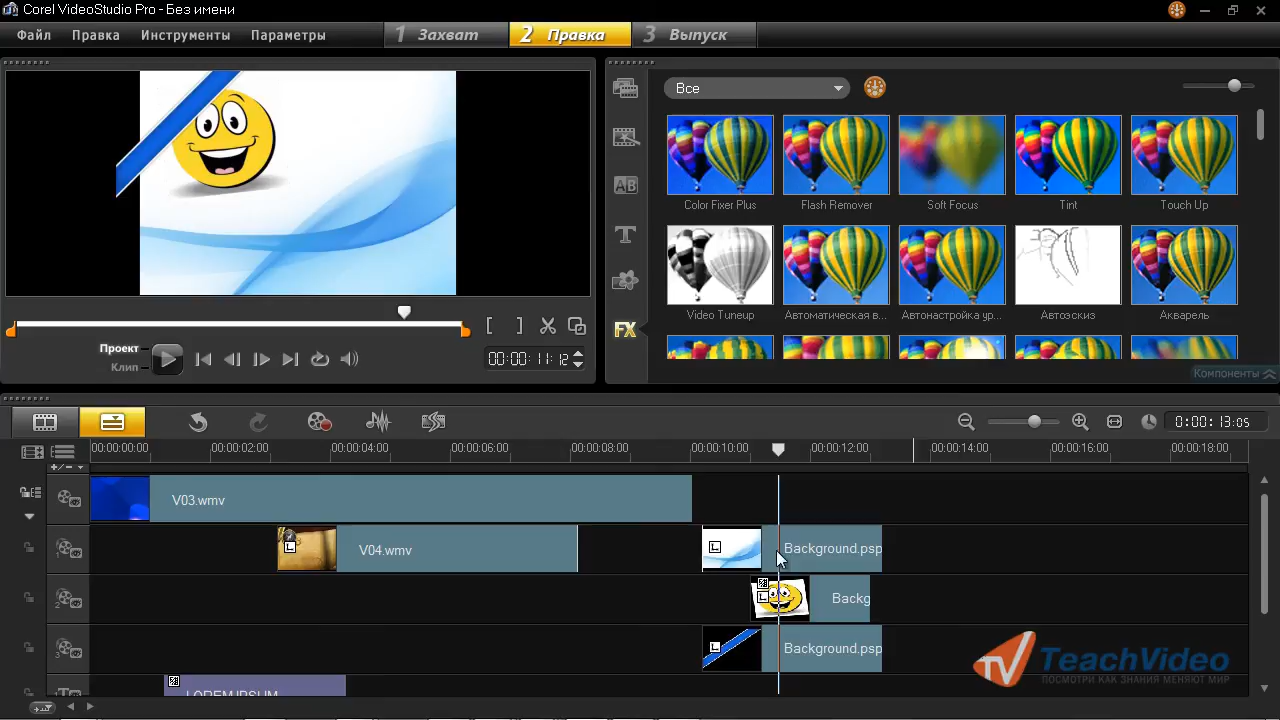 Corel VideoStudio Pro - Без имени
Файл Правка Инструменты Параметры 1 Захват 2 Правка 3 Выпуск
Все
AB
T
FX
Color Fixer Plus Flash Remover Soft Focus Tint Touch Up
Video Tuneup Автоматическая в... Автонастройка ур... Автоэскиз Акварель
Компоненты
Проект
Клип
00:00:11:12
0:00:13:05
00:00:00:00 00:00:02:00 00:00:04:00 00:00:06:00 00:00:08:00 00:00:10:00 00:00:12:00 00:00:14:00 00:00:16:00 00:00:18:00
V03.wmv
V04.wmv
Background.psp
Backg
Background.psp
LOREM IPSUM
TV TeachVideo
ПОСМОТРИ КАК ЗНАНИЯ МЕНЯЮТ МИР